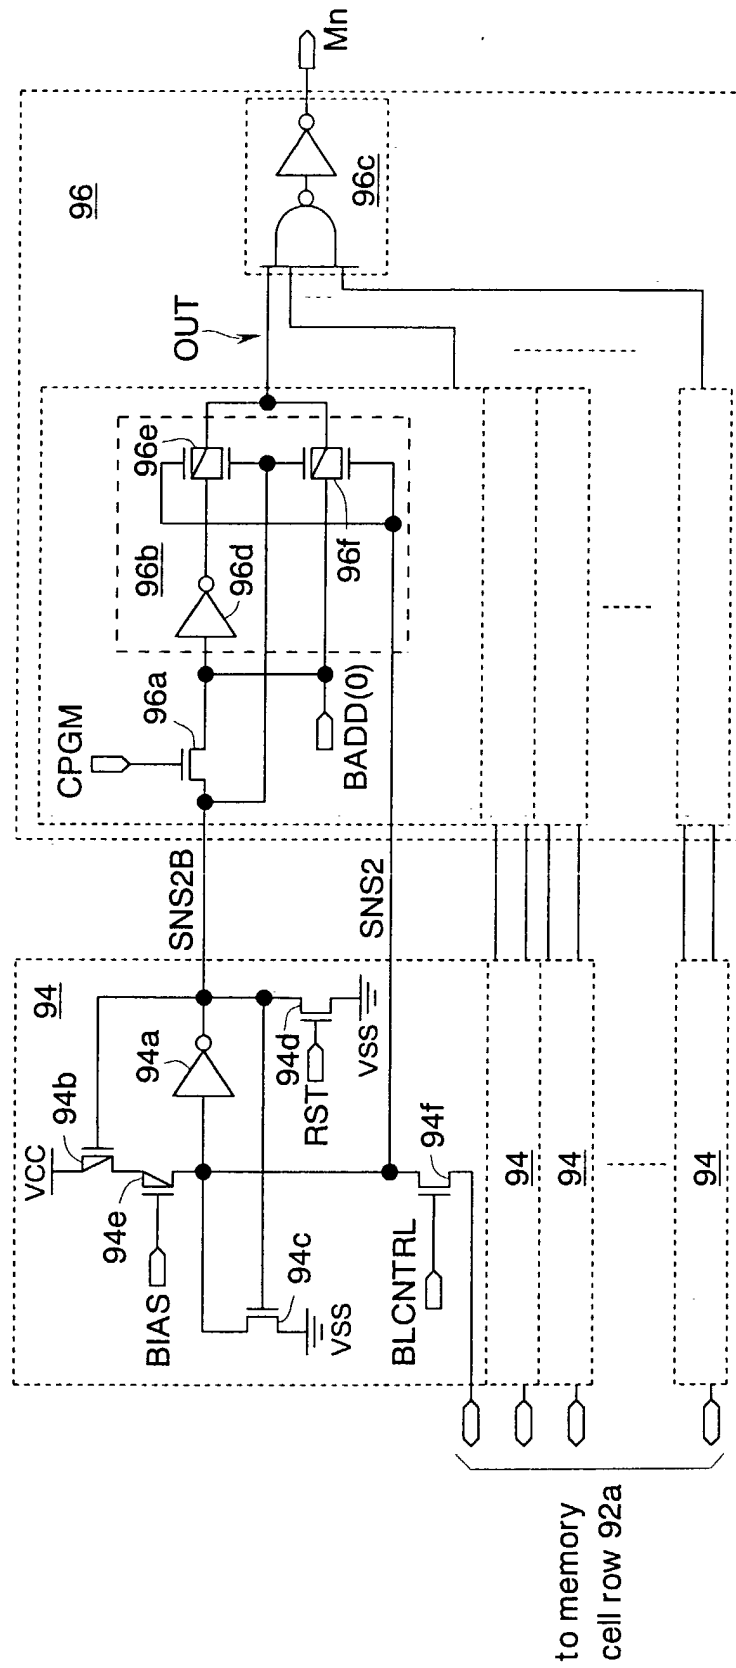 96
Mn
96c
OUT
96e
96b
96d
96f
96a
CPGM
BADD(0)
SNS2B
SNS2
94
94b
VCC
94a
94e
94d
RST
VSS
BIAS
94c
VSS
94f
BLCNTRL
94
94
94
to memory
cell row 92a